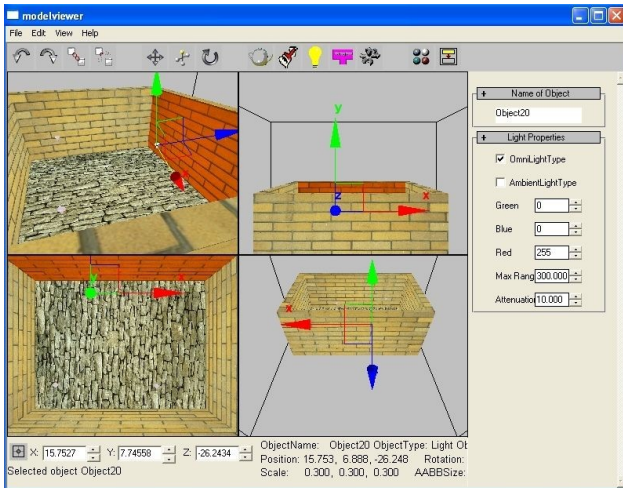 modelviewer
File Edit View Help
y
x
z
y
x
x
+ Name of Object
Object20
+ Light Properties
OmniLightType
AmbientLightType
Green 0
Blue 0
Red 255
Max Rang 300.000
Attenuation 10.000
X: 15.7527 Y: 7.74558 Z: -26.2434
Selected object Object20
ObjectName: Object20 ObjectType: Light Ob
Position: 15.753, 6.888, -26.248 Rotation:
Scale: 0.300, 0.300, 0.300 AABBSize: